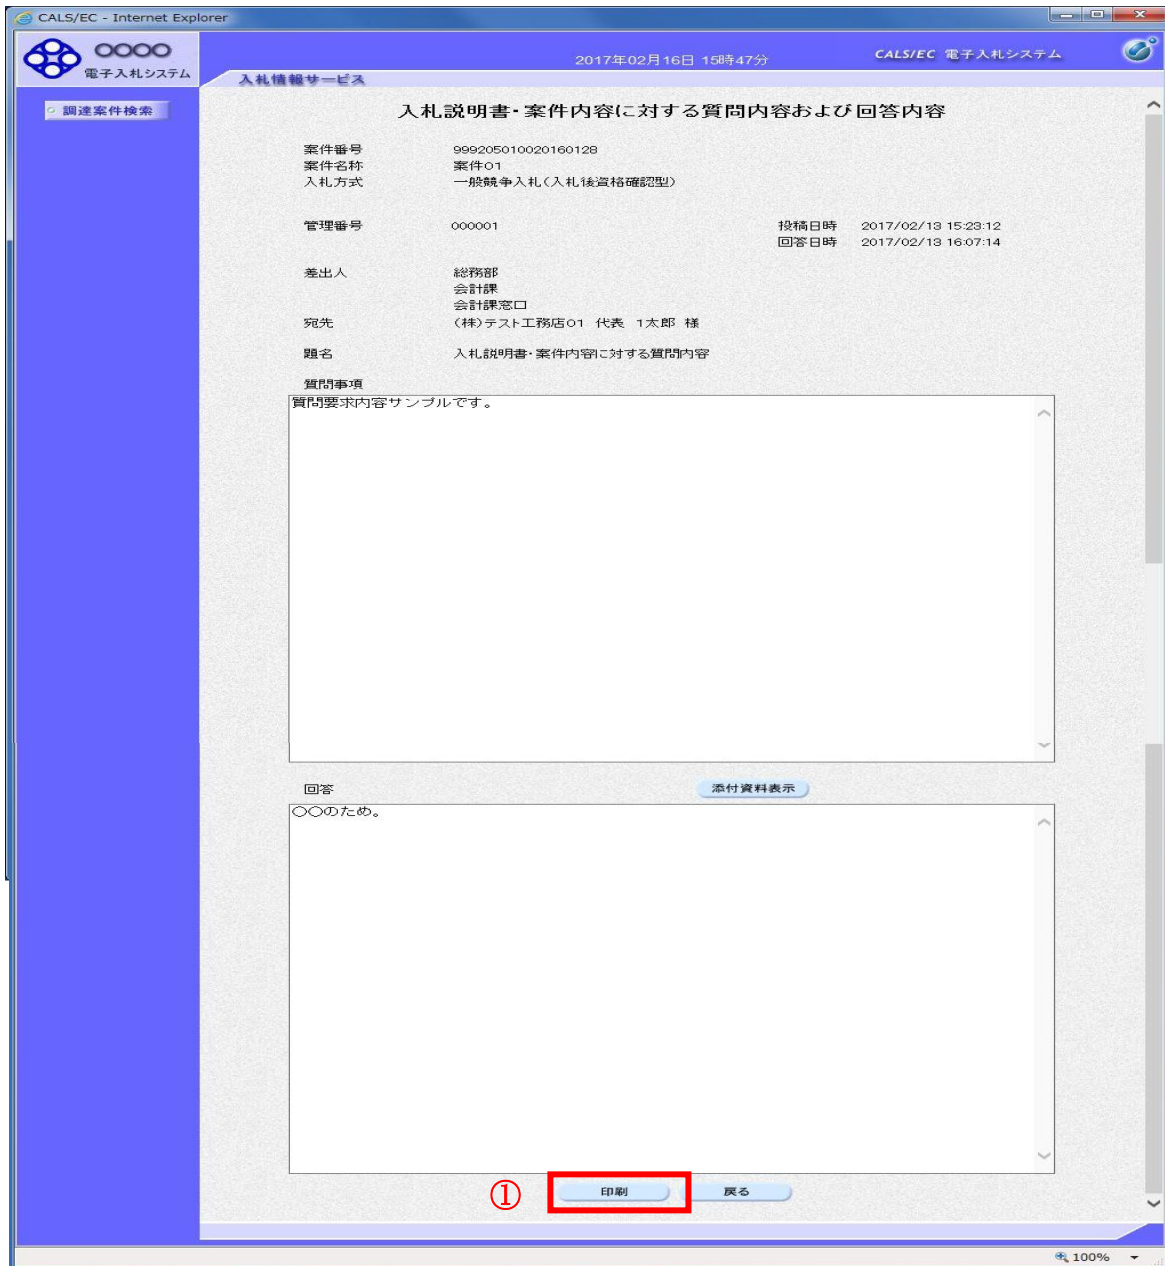 CALS/EC - Internet Explorer
〇〇〇〇
電子入札システム
2017年02月16日 15時47分
CALS/EC 電子入札システム
入札情報サービス
調達案件検索
入札説明書・案件内容に対する質問内容および回答内容
案件番号 999205010020160128
案件名称 案件01
入札方式 一般競争入札(入札後資格確認型)
管理番号 000001 投稿日時 2017/02/13 15:23:12
回答日時 2017/02/13 16:07:14
差出人 総務部
会計課
会計課窓口
宛先 (株)テスト工務店01 代表 1太郎 様
題名 入札説明書・案件内容に対する質問内容
質問事項
質問要求内容サンプルです。
回答 添付資料表示
〇〇のため。
① 印刷 戻る
100%